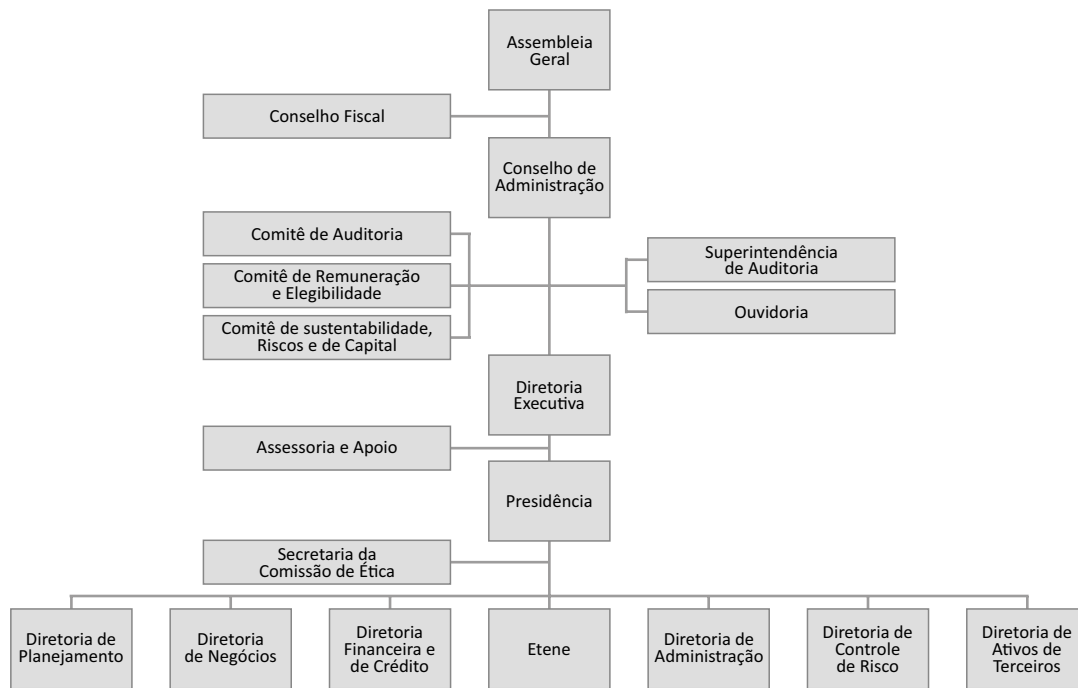 Assembleia
Geral
Conselho Fiscal
Conselho de
Administração
Comitê de Auditoria
Comitê de Remuneração
e Elegibilidade
Comitê de sustentabilidade,
Riscos e de Capital
Superintendência
de Auditoria
Ouvidoria
Diretoria
Executiva
Assessoria e Apoio
Presidência
Secretaria da
Comissão de Ética
Diretoria de
Planejamento
Diretoria
de Negócios
Diretoria
Financeira e
de Crédito
Etene
Diretoria de
Administração
Diretoria de
Controle
de Risco
Diretoria de
Ativos de
Terceiros